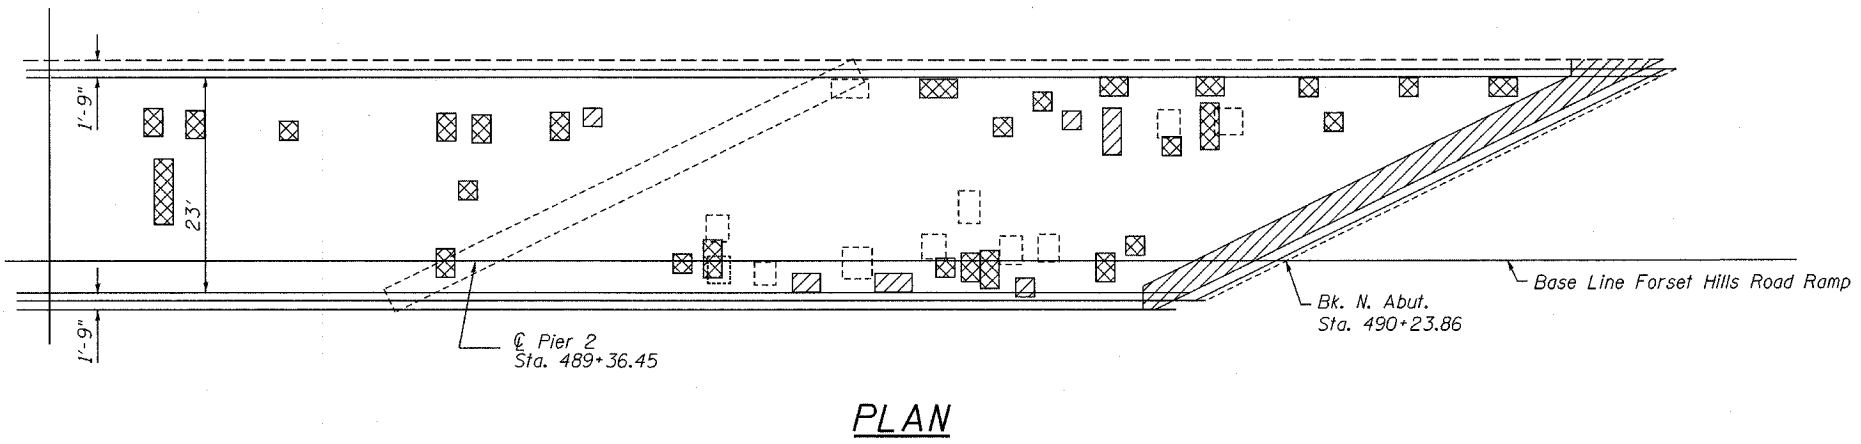 1'-9"
23'
1'-9"
℄ Pier 2
Sta. 489+36.45
Bk. N. Abut.
Sta. 490+23.86
Base Line Forset Hills Road Ramp
PLAN